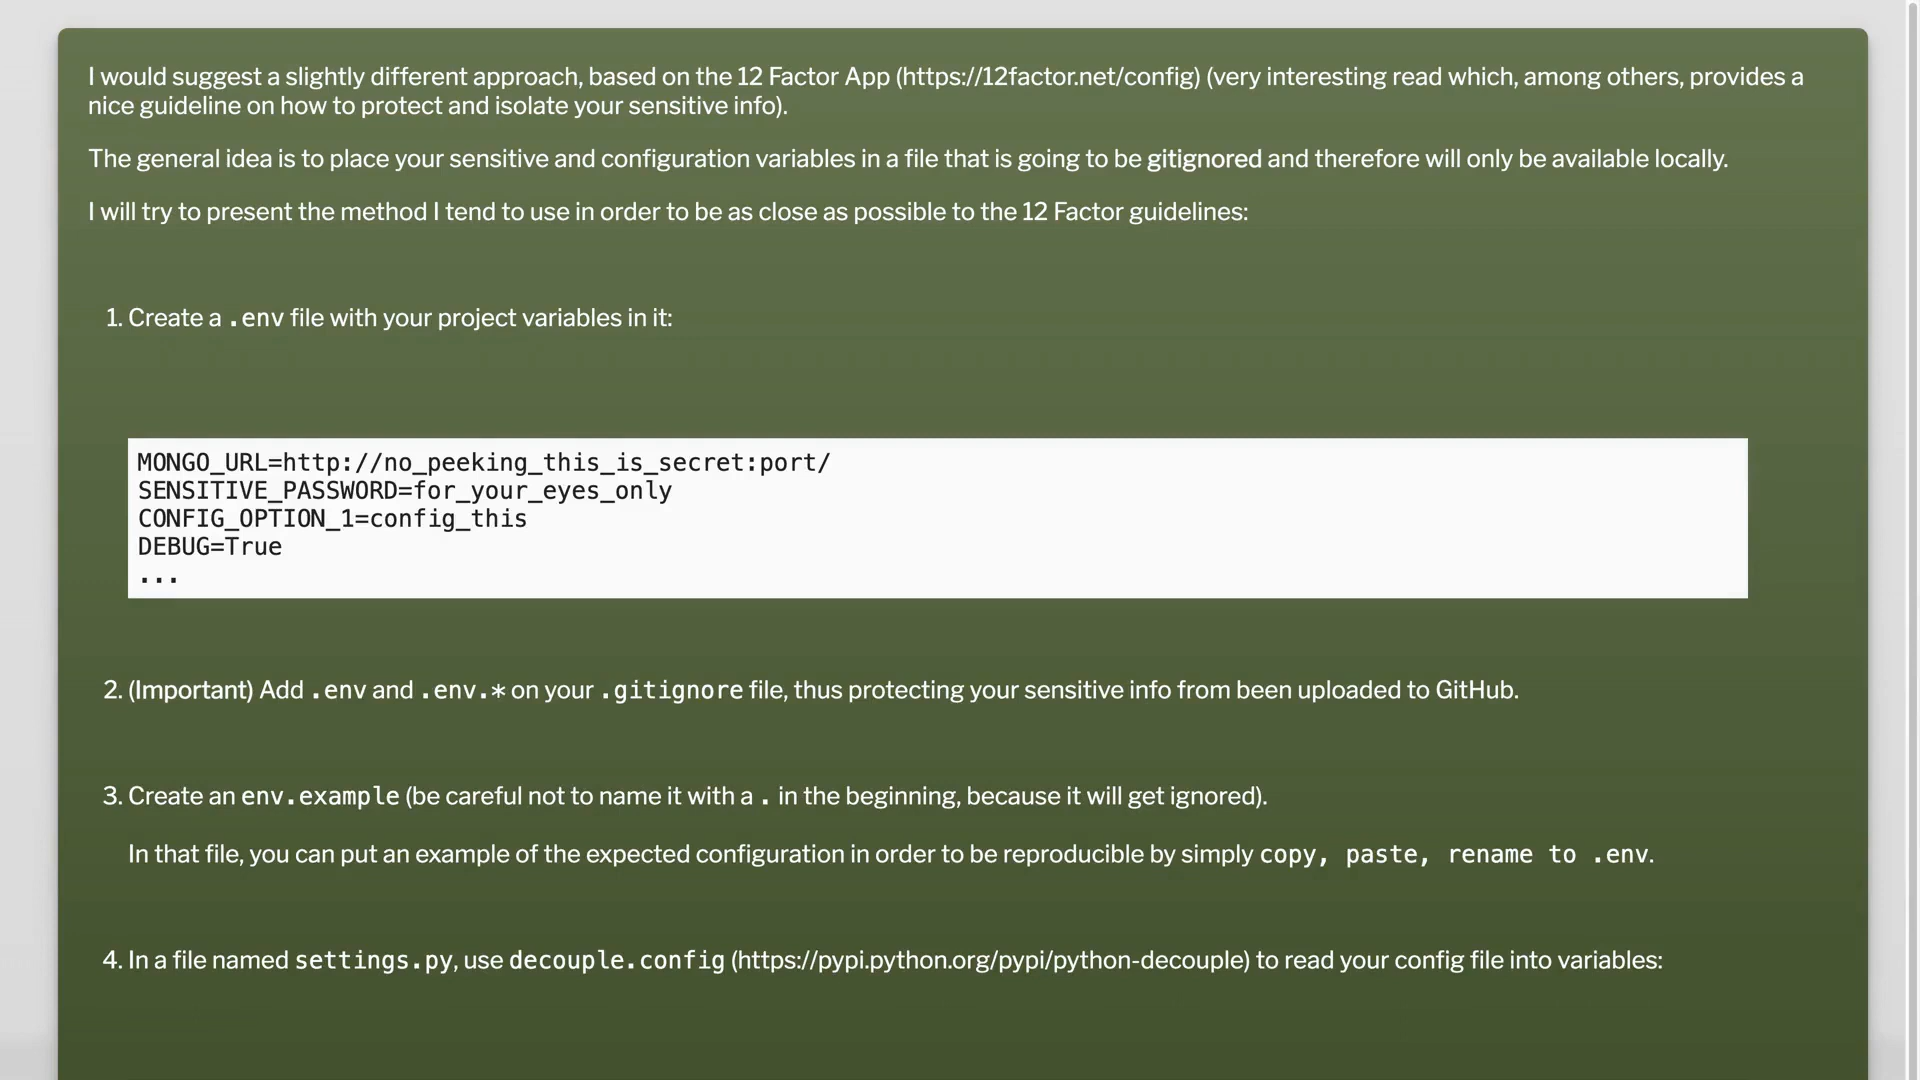 I would suggest a slightly different approach, based on the 12 Factor App (https://12factor.net/config) (very interesting read which, among others, provides a
nice guideline on how to protect and isolate your sensitive info).
The general idea is to place your sensitive and configuration variables in a file that is going to be gitignored and therefore will only be available locally.
I will try to present the method I tend to use in order to be as close as possible to the 12 Factor guidelines:
1. Create a .env file with your project variables in it:
MONGO_URL=http://no_peeking_this_is_secret:port/
SENSITIVE_PASSWORD=for_your_eyes_only
CONFIG_OPTION_1=config_this
DEBUG=True
...
2. (Important) Add .env and .env.* on your .gitignore file, thus protecting your sensitive info from been uploaded to GitHub.
3. Create an env.example (be careful not to name it with a . in the beginning, because it will get ignored).
In that file, you can put an example of the expected configuration in order to be reproducible by simply copy, paste, rename to .env.
4. In a file named settings.py, use decouple.config (https://pypi.python.org/pypi/python-decouple) to read your config file into variables: